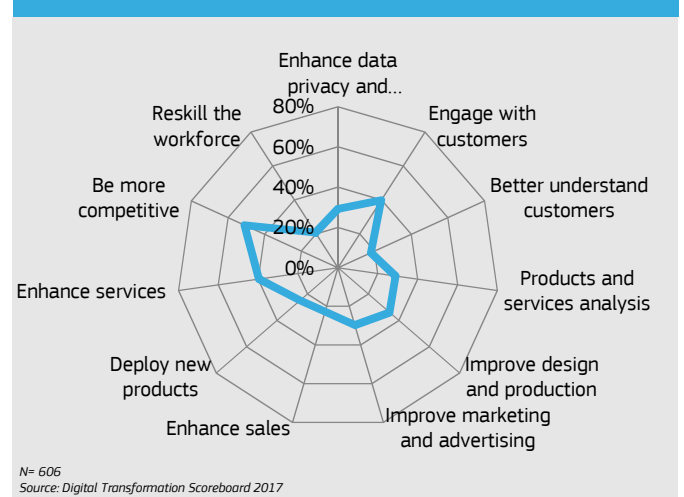 Enhance data
privacy and...
80%
60%
40%
20%
0%
Engage with
customers
Better understand
customers
Products and
services analysis
Improve design
and production
Improve marketing
and advertising
Enhance sales
Deploy new
products
Enhance services
Be more
competitive
Reskill the
workforce
N= 606
Source: Digital Transformation Scoreboard 2017